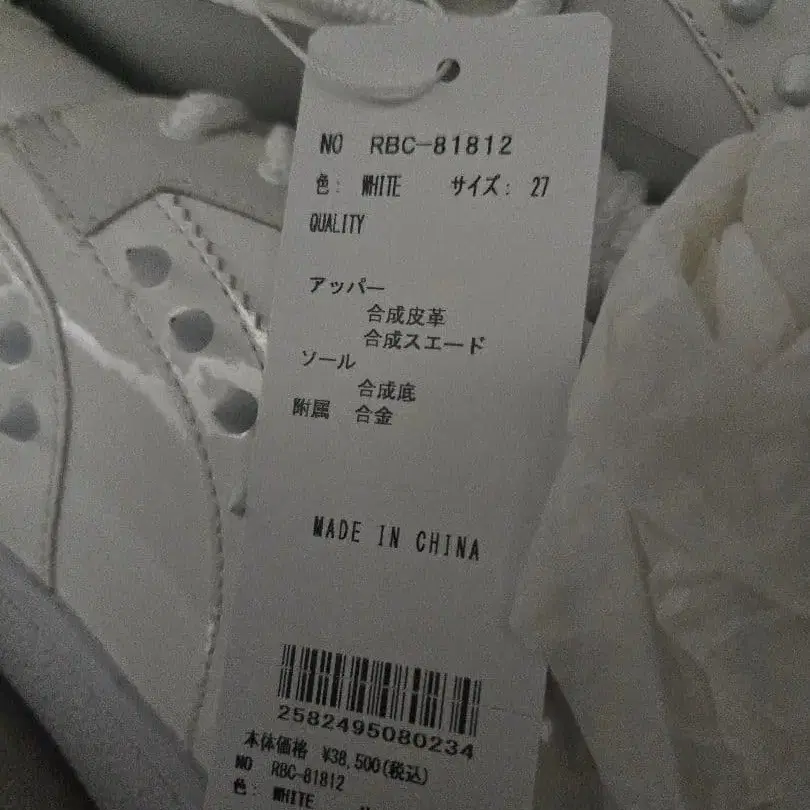 NO RBC-81812
色: WHITE サイズ: 27
QUALITY
アッパー
合成皮革
合成スエード
ソール
合成底
附属 合金
MADE IN CHINA
2582495080234
本体価格 ¥38,500(税込)
NO RBC-81812
色: WHITE